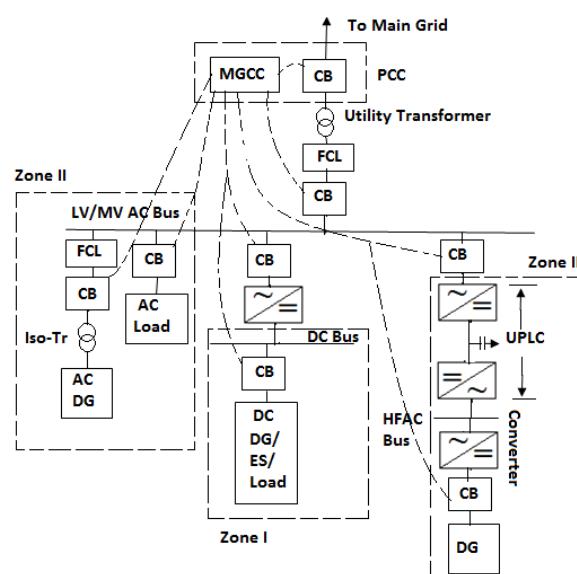 To Main Grid
MGCC
CB
PCC
Utility Transformer
FCL
CB
Zone II
LV/MV AC Bus
FCL
CB
CB
CB
CB
Zone II
Iso-Tr
AC
Load
AC
DG
DC Bus
CB
DC
DG/
ES/
Load
Zone I
UPLC
HFAC
Bus
Converter
CB
DG